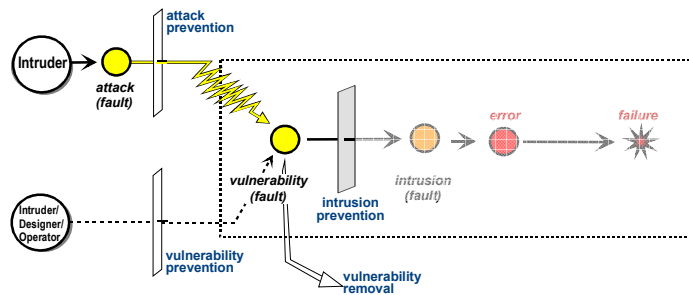 attack
prevention
Intruder
attack
(fault)
error
failure
vulnerability
(fault)
intrusion
(fault)
intrusion
prevention
Intruder/
Designer/
Operator
vulnerability
prevention
vulnerability
removal